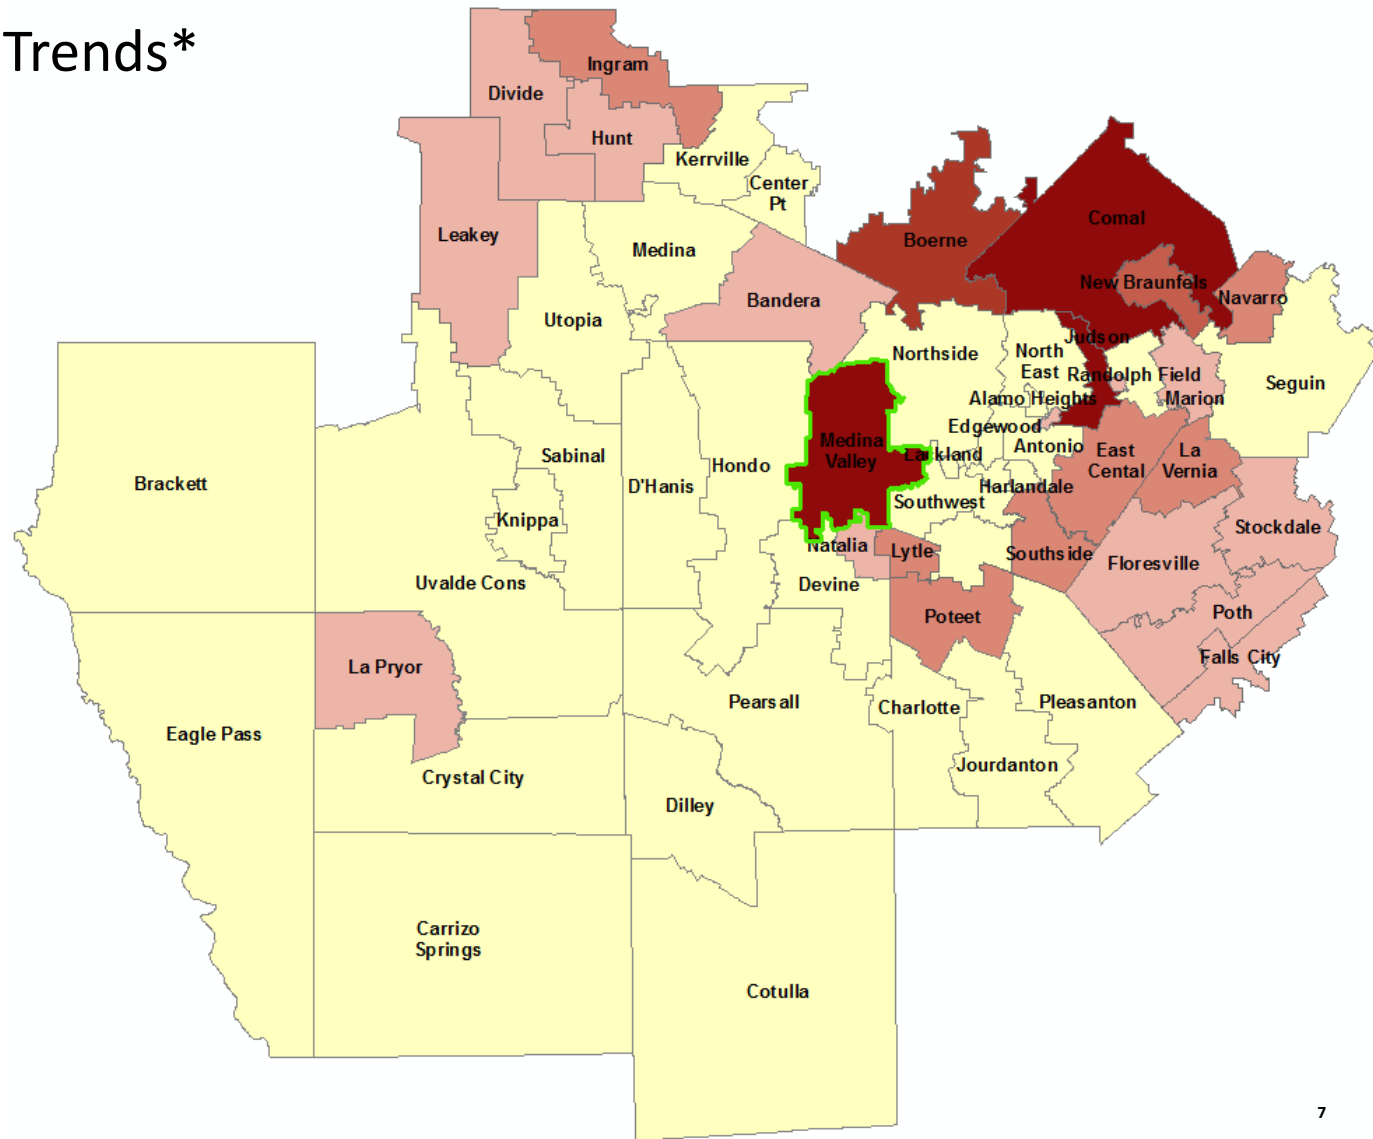 Trends*
Ingram
Divide
Hunt
Kerrville
Center
Pt
Comal
Leakey
Boerne
Medina
New Braunfels
Navarro
Bandera
Utopia
Judson
Northside
North
East
Randolph Field
Seguin
Alamo Heights
Marion
Edgewood
Antonio
Medina
Valley
Lackland
East
Cental
La
Vernia
Sabinal
Hondo
Brackett
D'Hanis
Harlandale
Southwest
Knippa
Stockdale
Natalia
Lytle
Southside
Floresville
Uvalde Cons
Devine
Poteet
Poth
La Pryor
Falls City
Pearsall
Charlotte
Pleasanton
Eagle Pass
Jourdanton
Crystal City
Dilley
Carrizo
Springs
Cotulla
7